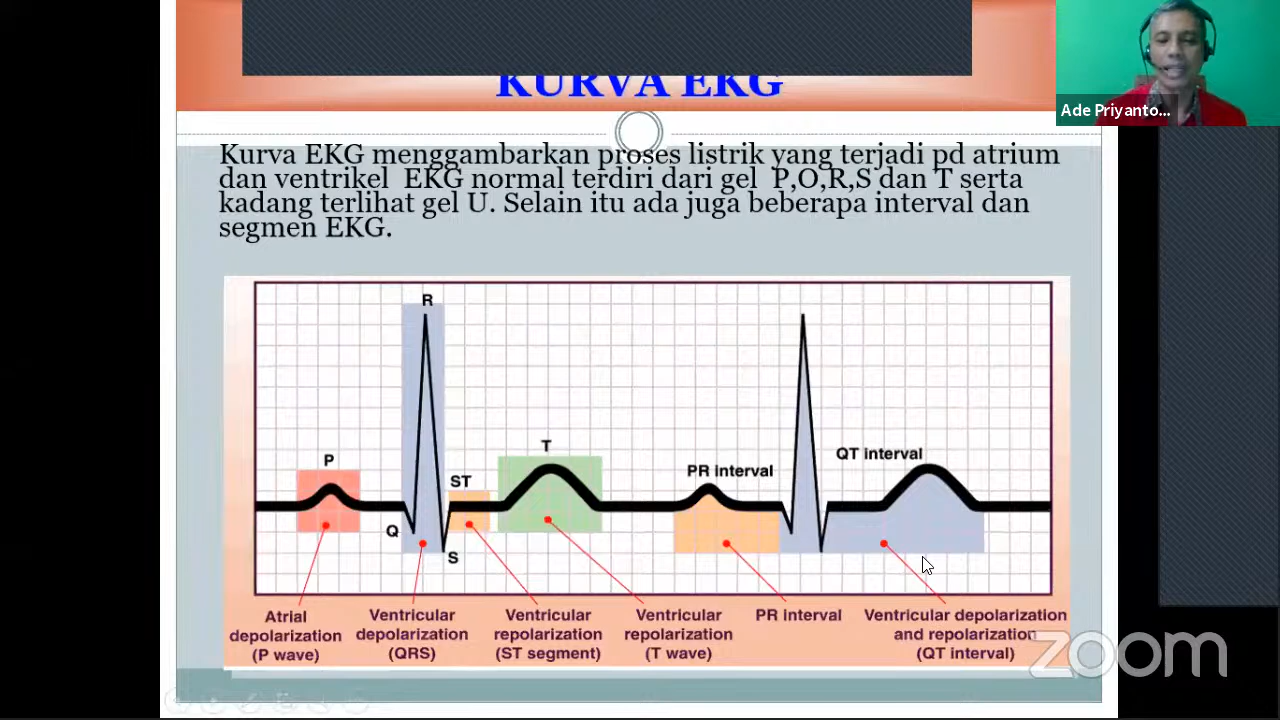 KURVA EKG
Ade Priyanto...
Kurva EKG menggambarkan proses listrik yang terjadi pd atrium
dan ventrikel EKG normal terdiri dari gel P,O,R,S dan T serta
kadang terlihat gel U. Selain itu ada juga beberapa interval dan
segmen EKG.
R
P
T
ST
PR interval
QT interval
Q
S
Atrial
depolarization
(P wave)
Ventricular
depolarization
(QRS)
Ventricular
repolarization
(ST segment)
Ventricular
repolarization
(T wave)
PR interval
Ventricular depolarization
and repolarization
(QT interval)
zoom